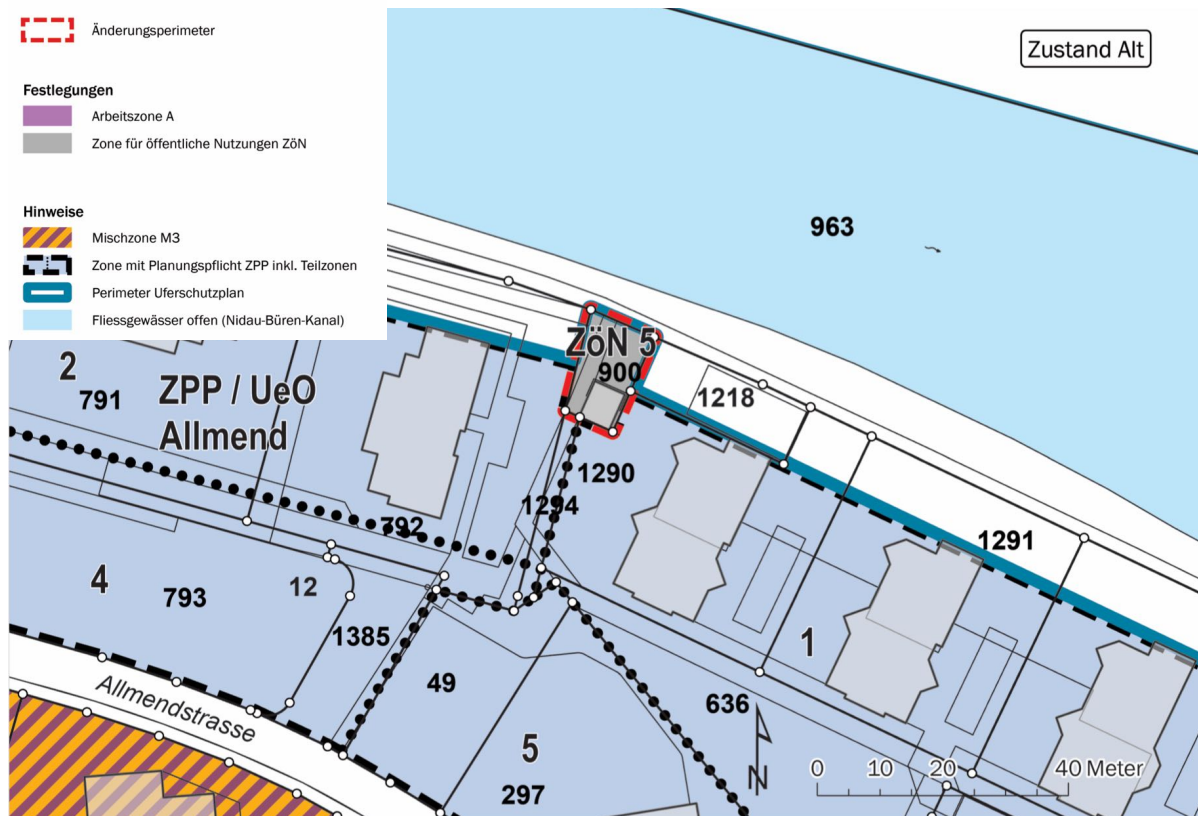 Änderungsperimeter
Zustand Alt
Festlegungen
Arbeitszone A
Zone für öffentliche Nutzungen ZöN
Hinweise
Mischzone M3
Zone mit Planungspflicht ZPP inkl. Teilzonen
Perimeter Uferschutzplan
Fliessgewässer offen (Nidau-Büren-Kanal)
963
ZöN 5
900
2
791
ZPP / UeO
Allmend
1218
1290
1294
792
1291
4
793
12
1385
1
49
636
5
297
Allmendstrasse
N
0 10 20 40 Meter